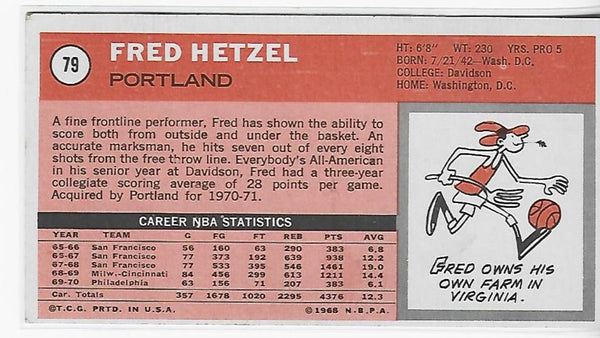 79
FRED HETZEL
PORTLAND
HT: 6'8" WT: 230 YRS. PRO 5
BORN: 7/21/42—Wash. D.C.
COLLEGE: Davidson
HOME: Washington, D.C.
A fine frontline performer, Fred has shown the ability to
score both from outside and under the basket. An
accurate marksman, he hits seven out of every eight
shots from the free throw line. Everybody's All-American
in his senior year at Davidson, Fred had a three-year
collegiate scoring average of 28 points per game.
Acquired by Portland for 1970-71.
CAREER NBA STATISTICS
YEAR TEAM G FG FT REB PTS AVG
65-66 San Francisco 56 160 63 290 383 6.8
65-67 San Francisco 77 373 192 639 938 12.2
67-68 San Francisco 77 533 395 546 1461 19.0
68-69 Milw.-Cincinnati 84 456 299 613 1211 14.4
69-70 Philadelphia 63 156 71 207 383 6.1
Car. Totals 357 1678 1020 2295 4376 12.3
©T.C.G. PRTD. IN U.S.A. ©1968 N.B.P.A.
FRED OWNS HIS
OWN FARM IN
VIRGINIA.